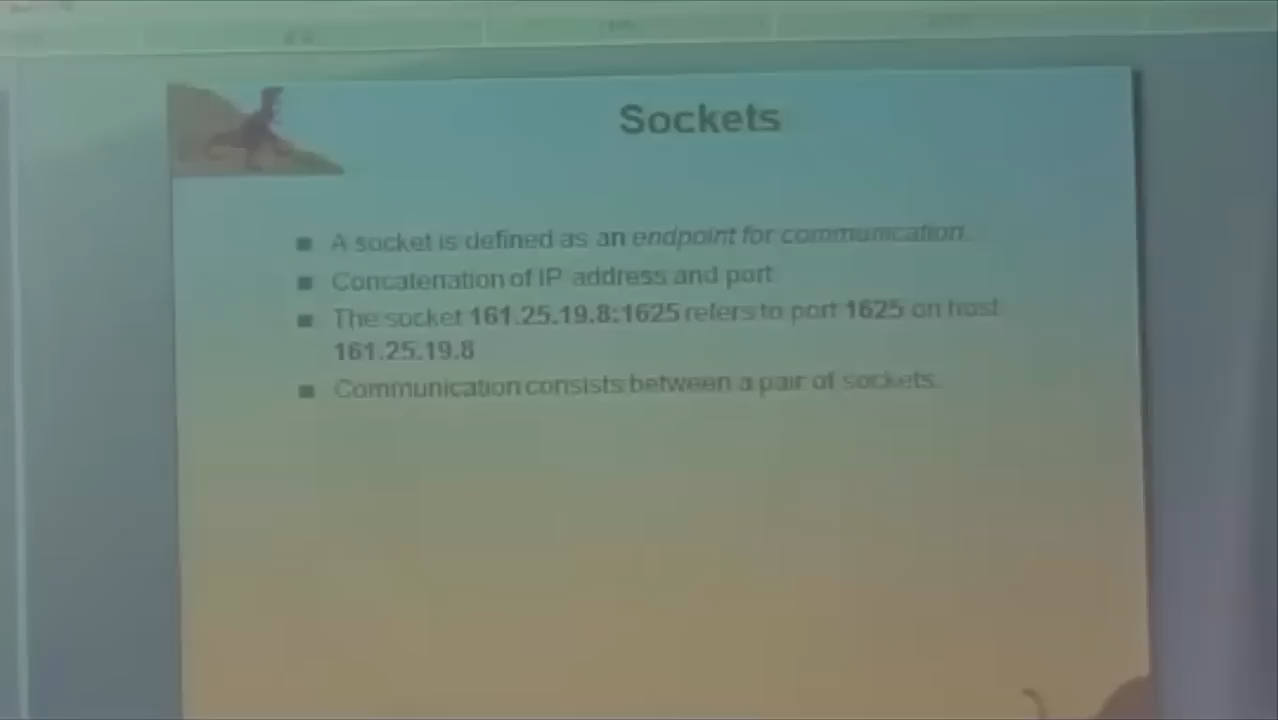 Sockets
A socket is defined as an endpoint for communication.
Concatenation of IP address and port
The socket 161.25.19.8:1625 refers to port 1625 on host
161.25.19.8
Communication consists between a pair of sockets.